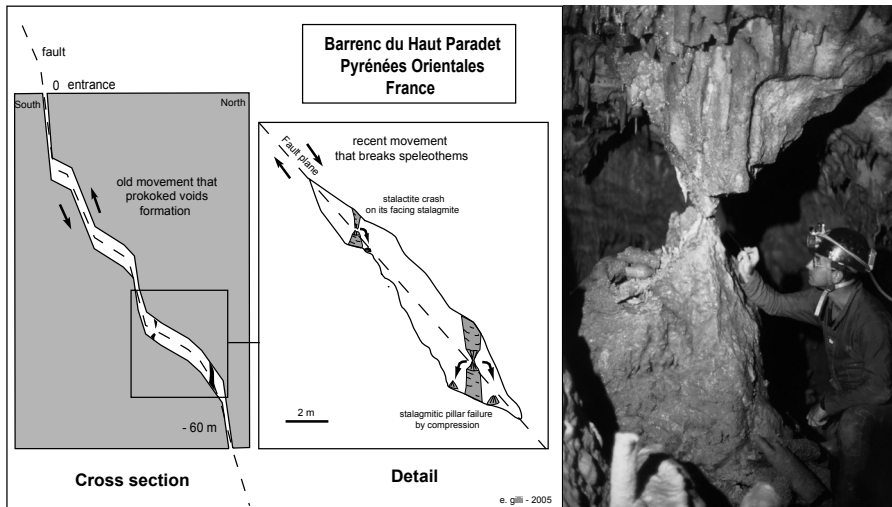 fault
0 entrance
South
North
old movement that
prokoked voids
formation
- 60 m
Cross section
Barrenc du Haut Paradet
Pyrénées Orientales
France
Fault plane
recent movement
that breaks speleothems
stalactite crash
on its facing stalagmite
2 m
stalagmitic pillar failure
by compression
Detail
e. gilli - 2005